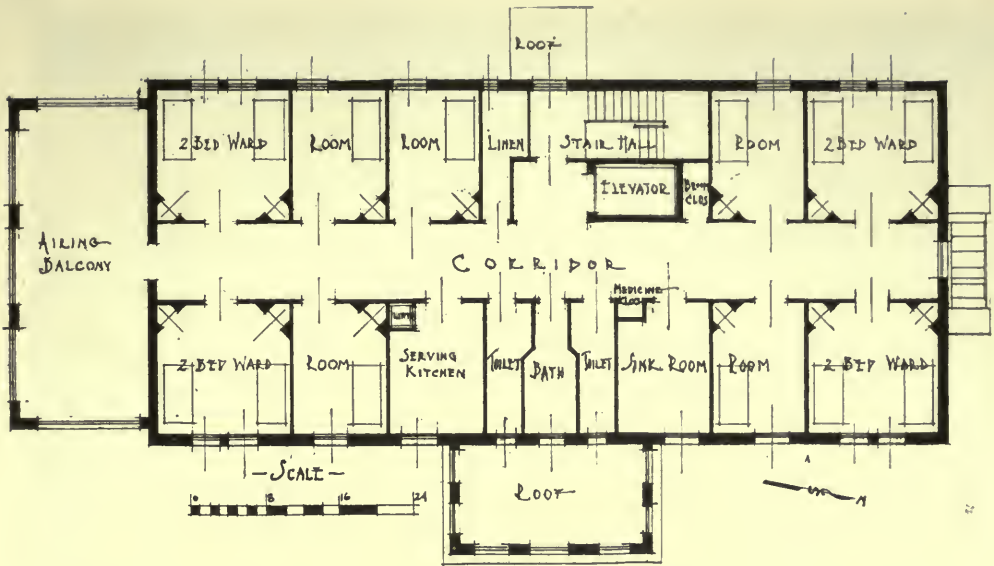 ROOF
2 BED WARD
ROOM
ROOM
LINEN
STAIR HALL
ROOM
2 BED WARD
ELEVATOR
CLOS
AIRING
BALCONY
CORRIDOR
MEDICINE
2 BED WARD
ROOM
SERVING
KITCHEN
TOILET
BATH
TOILET
SINK ROOM
ROOM
2 BED WARD
— SCALE —
0 8 16 24
ROOF
N